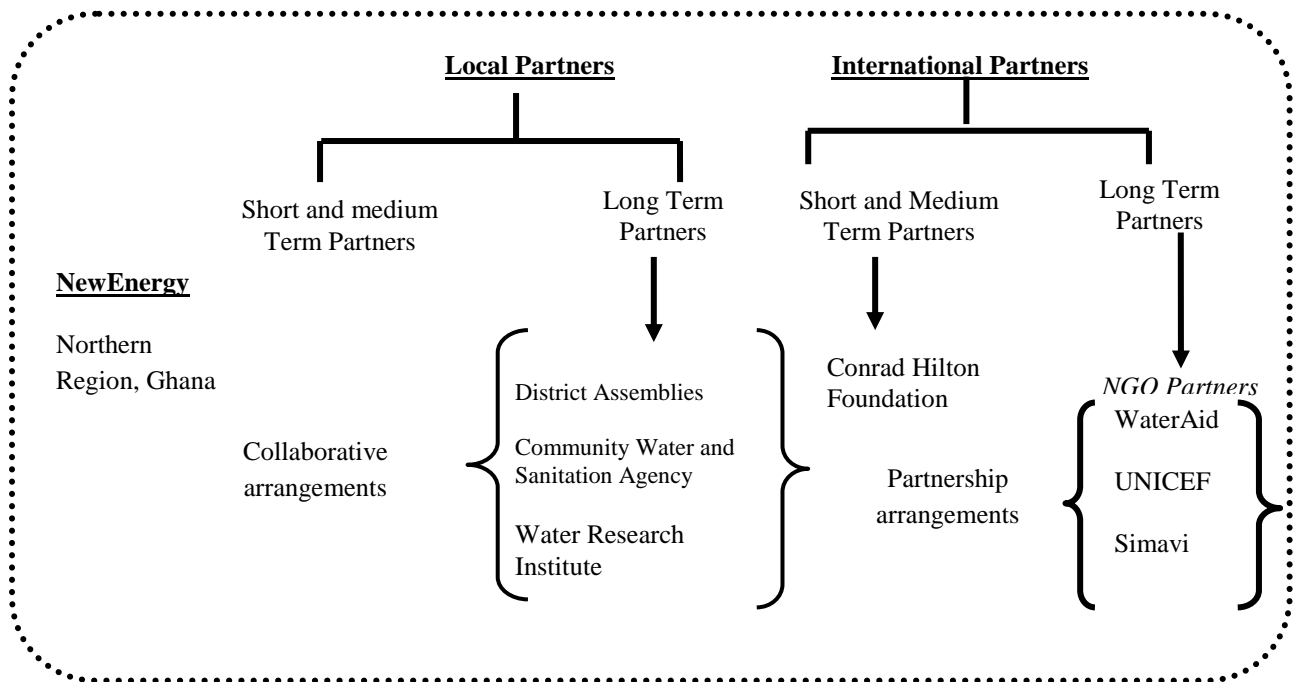 Local Partners
International Partners
Short and medium
Term Partners
Long Term
Partners
Short and Medium
Term Partners
Long Term
Partners
NewEnergy
Northern
Region, Ghana
Collaborative
arrangements
District Assemblies
Community Water and
Sanitation Agency
Water Research
Institute
Conrad Hilton
Foundation
Partnership
arrangements
NGO Partners
WaterAid
UNICEF
Simavi